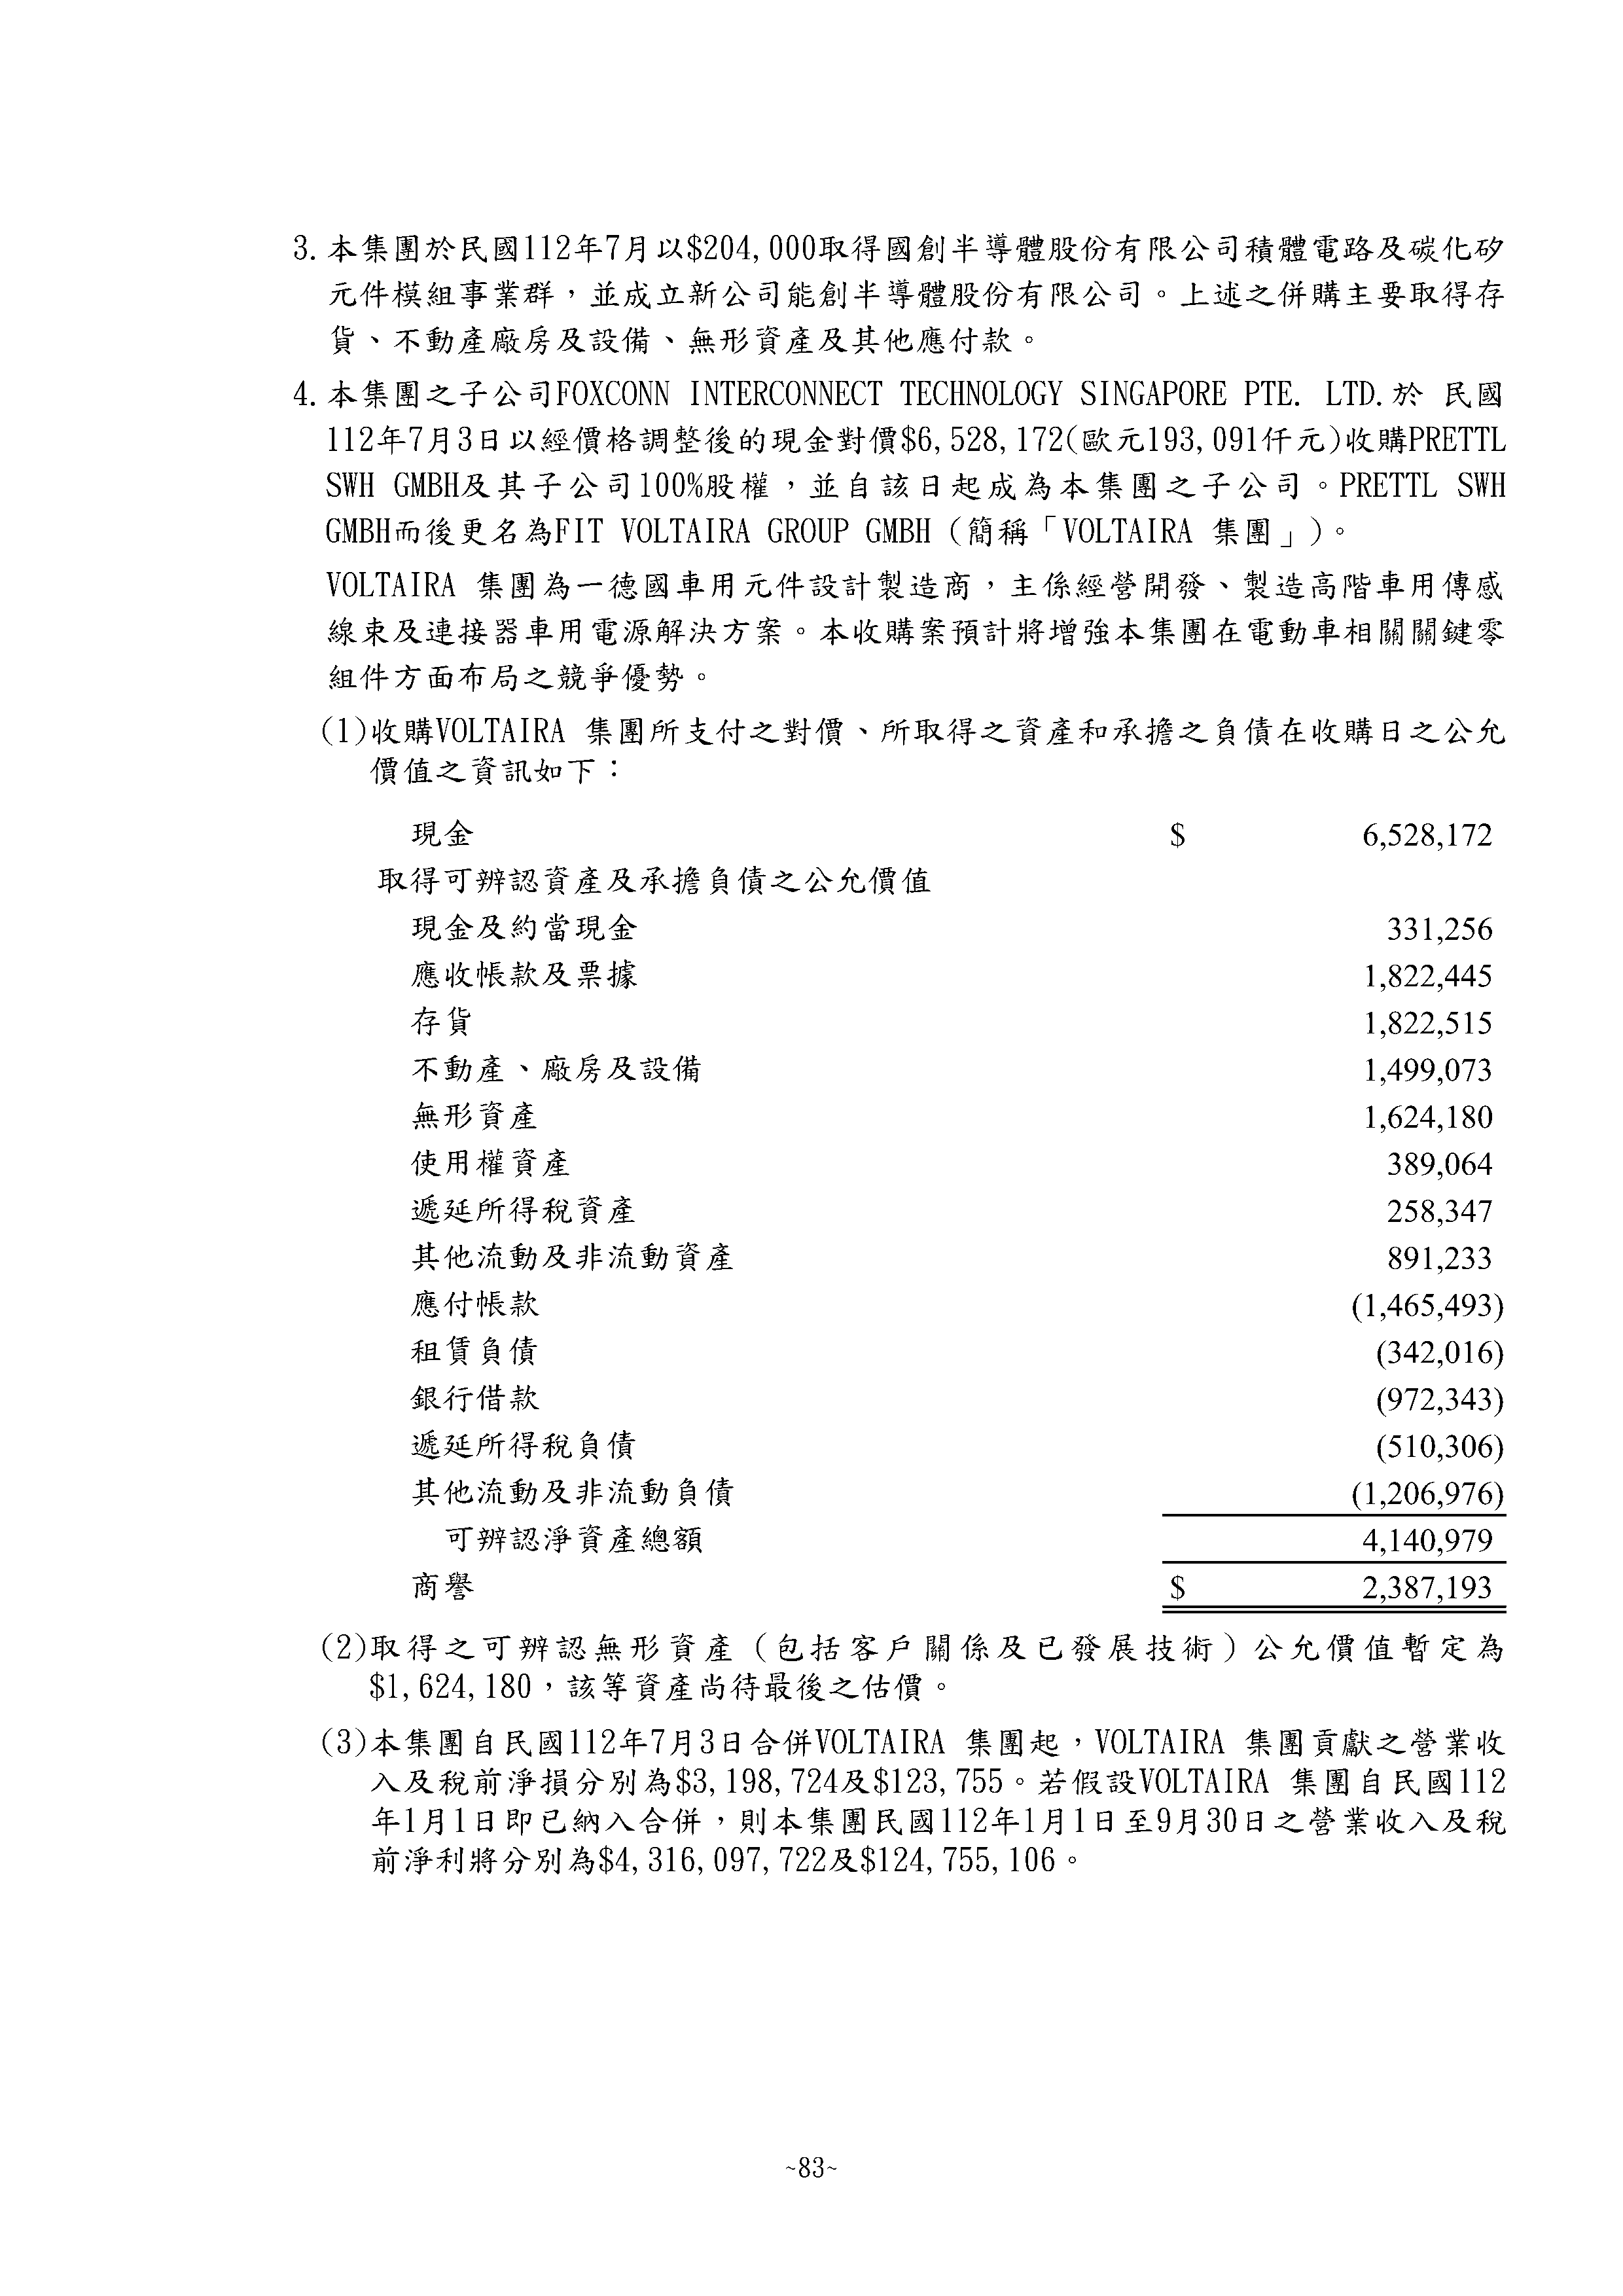 3. 本集團於民國112年7月以$204,000取得國創半導體股份有限公司積體電路及碳化矽
元件模組事業群，並成立新公司能創半導體股份有限公司。上述之併購主要取得存
貨、不動產廠房及設備、無形資產及其他應付款。
4. 本集團之子公司FOXCONN INTERCONNECT TECHNOLOGY SINGAPORE PTE. LTD.於 民國
112年7月3日以經價格調整後的現金對價$6,528,172(歐元193,091仟元)收購PRETTL
SWH GMBH及其子公司100%股權，並自該日起成為本集團之子公司。PRETTL SWH
GMBH而後更名為FIT VOLTAIRA GROUP GMBH (簡稱「VOLTAIRA 集團」)。
VOLTAIRA 集團為一德國車用元件設計製造商，主係經營開發、製造高階車用傳感
線束及連接器車用電源解決方案。本收購案預計將增強本集團在電動車相關關鍵零
組件方面布局之競爭優勢。
(1)收購VOLTAIRA 集團所支付之對價、所取得之資產和承擔之負債在收購日之公允
價值之資訊如下：
現金 $ 6,528,172
取得可辨認資產及承擔負債之公允價值
現金及約當現金 331,256
應收帳款及票據 1,822,445
存貨 1,822,515
不動產、廠房及設備 1,499,073
無形資產 1,624,180
使用權資產 389,064
遞延所得稅資產 258,347
其他流動及非流動資產 891,233
應付帳款 (1,465,493)
租賃負債 (342,016)
銀行借款 (972,343)
遞延所得稅負債 (510,306)
其他流動及非流動負債 (1,206,976)
可辨認淨資產總額 4,140,979
商譽 $ 2,387,193
(2)取得之可辨認無形資產（包括客戶關係及已發展技術）公允價值暫定為
$1,624,180，該等資產尚待最後之估價。
(3)本集團自民國112年7月3日合併VOLTAIRA 集團起，VOLTAIRA 集團貢獻之營業收
入及稅前淨損分別為$3,198,724及$123,755。若假設VOLTAIRA 集團自民國112
年1月1日即已納入合併，則本集團民國112年1月1日至9月30日之營業收入及稅
前淨利將分別為$4,316,097,722及$124,755,106。
~83~